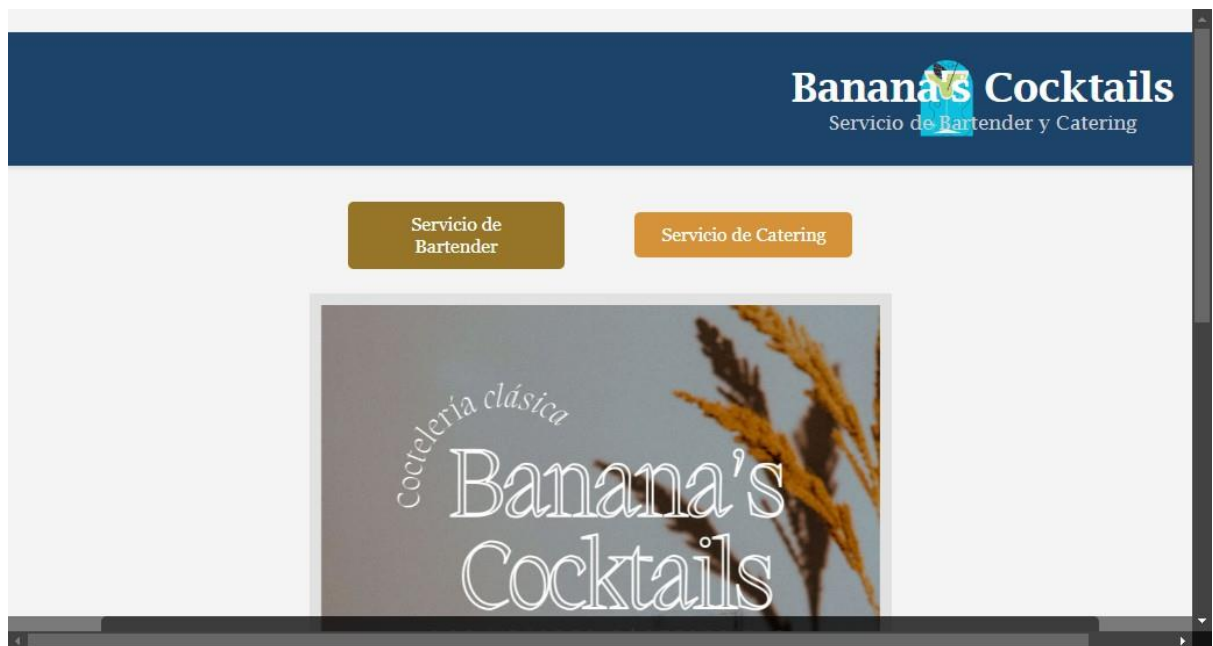 Banana's Cocktails
Servicio de Bartender y Catering
Servicio de
Bartender
Servicio de Catering
Coctelería clásica
Banana's
Cocktails